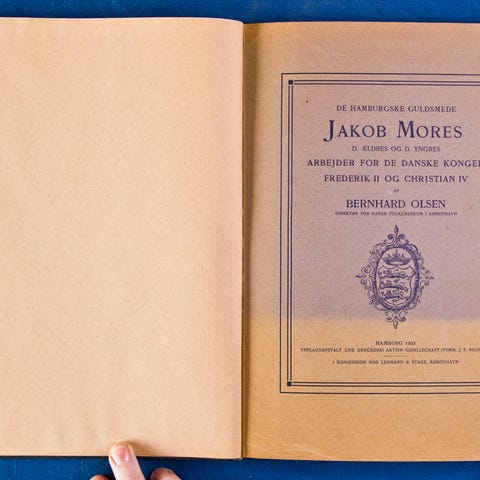 DE HAMBURGSKE GULDSMEDE
JAKOB MORES
D. ÆLDRES OG D. YNGRES
ARBEJDER FOR DE DANSKE KONGER
FREDERIK II OG CHRISTIAN IV
AF
BERNHARD OLSEN
DIREKTØR FOR DANSK FOLKEMUSEUM I KØBENHAVN
HAMBURG 1903
VERLAGSANSTALT UND DRUCKEREI AKTIEN-GESELLSCHAFT (VORM. J. F. RICH
I KOMMISSION HOS LEHMANN & STAGE, KØBENHAVN